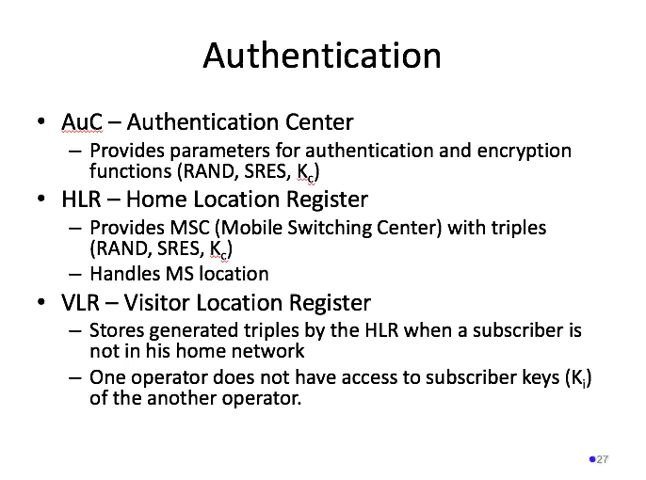 Authentication
• AuC – Authentication Center
– Provides parameters for authentication and encryption
functions (RAND, SRES, Kc)
• HLR – Home Location Register
– Provides MSC (Mobile Switching Center) with triples
(RAND, SRES, Kc)
– Handles MS location
• VLR – Visitor Location Register
– Stores generated triples by the HLR when a subscriber is
not in his home network
– One operator does not have access to subscriber keys (Ki)
of the another operator.
•27